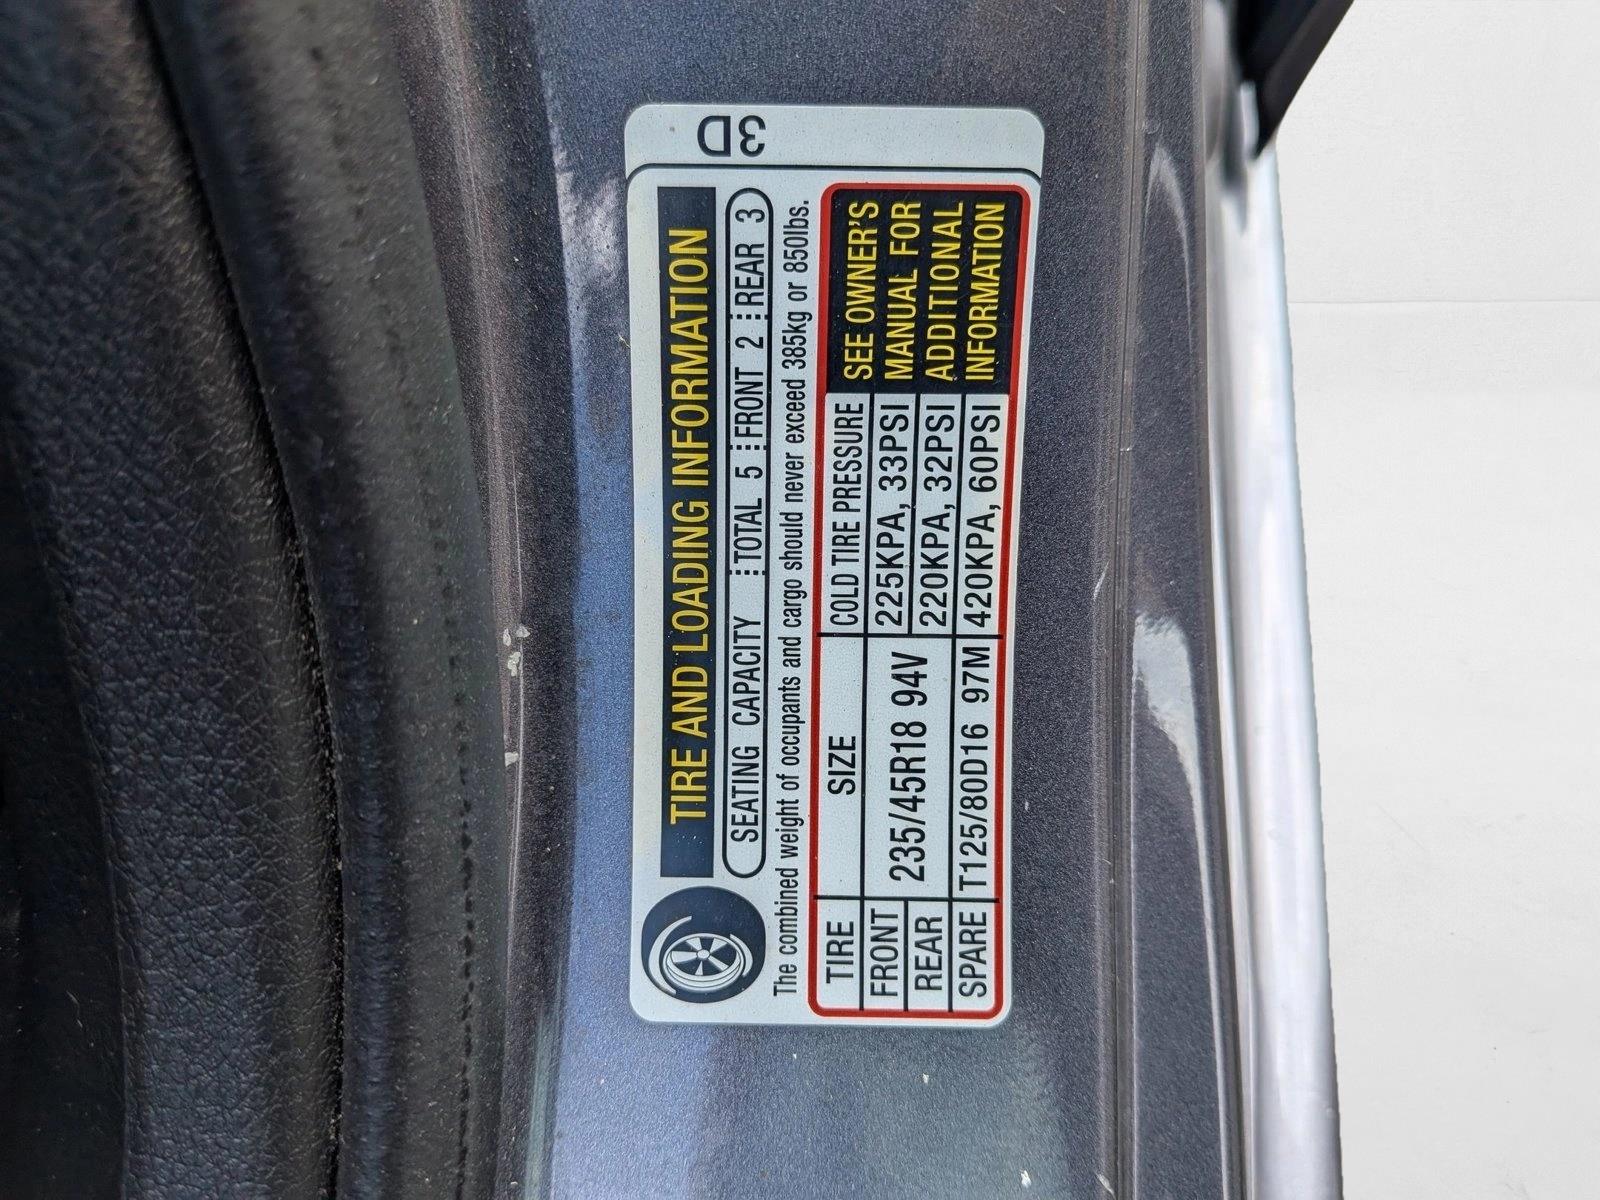 3D
TIRE AND LOADING INFORMATION
SEATING CAPACITY TOTAL 5 FRONT 2 REAR 3
The combined weight of occupants and cargo should never exceed 385kg or 850lbs.
TIRE SIZE COLD TIRE PRESSURE
FRONT 235/45R18 94V 225KPA, 33PSI
REAR 220KPA, 32PSI
SPARE T125/80D16 97M 420KPA, 60PSI
SEE OWNER'S
MANUAL FOR
ADDITIONAL
INFORMATION